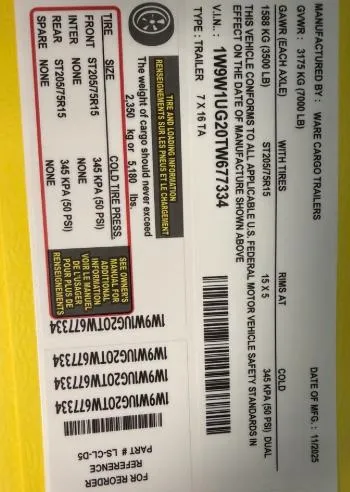 MANUFACTURED BY : WARE CARGO TRAILERS
DATE OF MFG. : 11/2025
GVWR : 3175 KG (7000 LB)
GAWR (EACH AXLE) WITH TIRES RIMS AT COLD
1588 KG (3500 LB) ST205/75R15 15 X 5 345 KPA (50 PSI) DUAL
THIS VEHICLE CONFORMS TO ALL APPLICABLE U.S. FEDERAL MOTOR VEHICLE SAFETY STANDARDS IN
EFFECT ON THE DATE OF MANUFACTURE SHOWN ABOVE
V.I.N. : 1W9W1UG20TW677334
TYPE : TRAILER 7 X 16 TA
TIRE AND LOADING INFORMATION
RENSEIGNEMENTS SUR LES PNEUS ET LE CHARGEMENT
The weight of cargo should never exceed
2,350 kg or 5,180 lbs.
TIRE SIZE COLD TIRE PRESS.
FRONT ST205/75R15 345 KPA (50 PSI)
INTER NONE NONE
REAR ST205/75R15 345 KPA (50 PSI)
SPARE NONE NONE
SEE OWNER'S
MANUAL FOR
ADDITIONAL
INFORMATION
VOIR LE MANUEL
DE L'USAGER
POUR PLUS DE
RENSEIGNEMENTS
1W9W1UG20TW677334
1W9W1UG20TW677334
1W9W1UG20TW677334
1W9W1UG20TW677334
FOR REORDER
REFERENCE
PART # LS-CL-D5